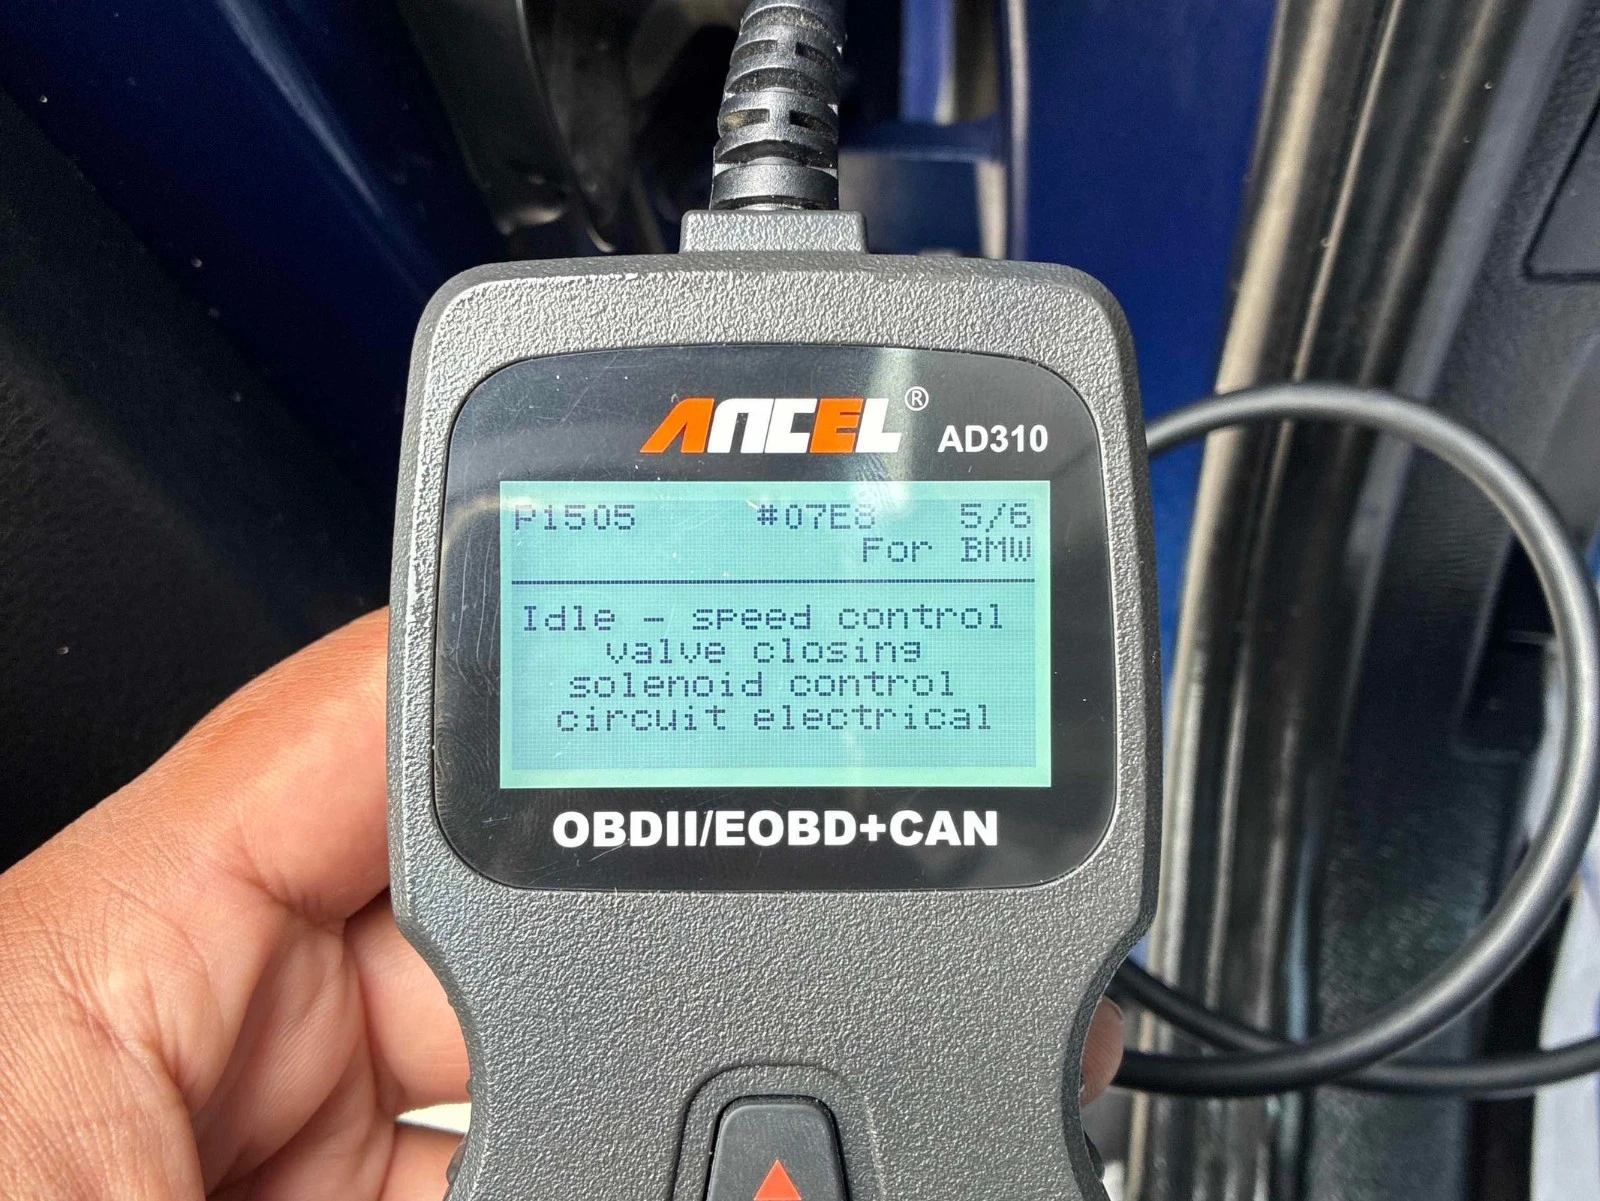 ANCEL® AD310
P1505 #07E8 5/6
For BMW
Idle - speed control
valve closing
solenoid control
circuit electrical
OBDII/EOBD+CAN